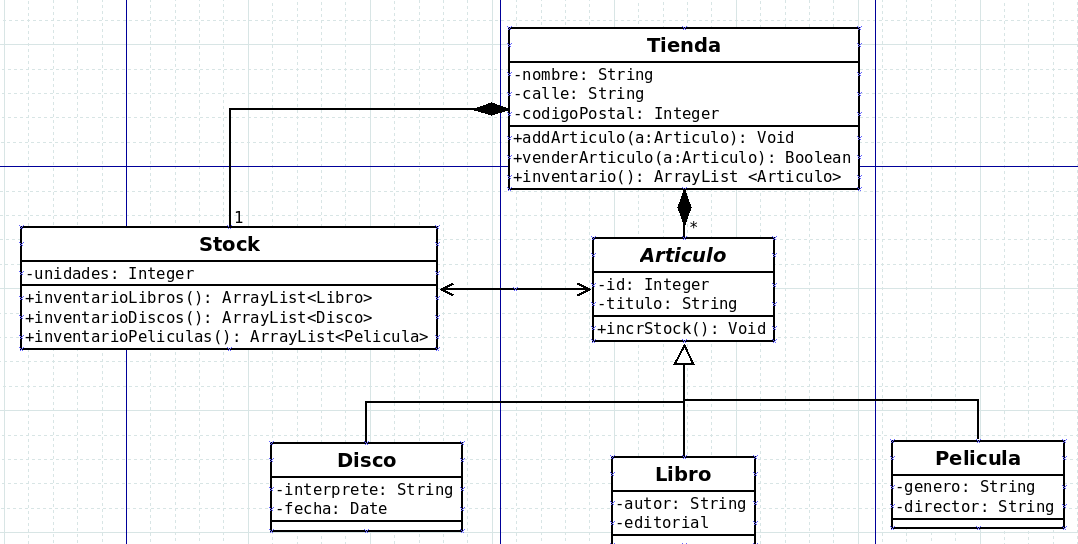 Tienda
-nombre: String
-calle: String
-codigoPostal: Integer
+addArticulo(a:Articulo): Void
+venderArticulo(a:Articulo): Boolean
+inventario(): ArrayList <Articulo>
1
*
Stock
-unidades: Integer
+inventarioLibros(): ArrayList<Libro>
+inventarioDiscos(): ArrayList<Disco>
+inventarioPeliculas(): ArrayList<Pelicula>
Articulo
-id: Integer
-titulo: String
+incrStock(): Void
Disco
-interprete: String
-fecha: Date
Libro
-autor: String
-editorial
Pelicula
-genero: String
-director: String